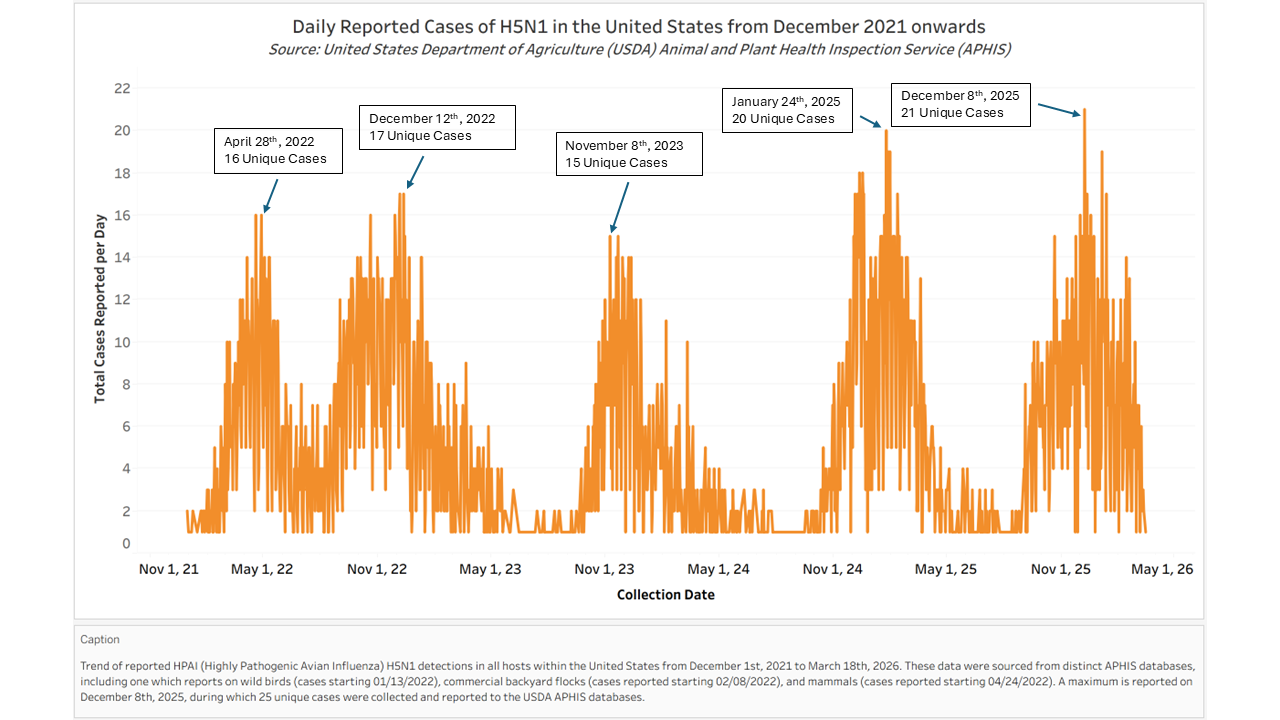 Daily Reported Cases of H5N1 in the United States from December 2021 onwards
Source: United States Department of Agriculture (USDA) Animal and Plant Health Inspection Service (APHIS)
April 28th, 2022
16 Unique Cases
December 12th, 2022
17 Unique Cases
November 8th, 2023
15 Unique Cases
January 24th, 2025
20 Unique Cases
December 8th, 2025
21 Unique Cases
Total Cases Reported per Day
22
20
18
16
14
12
10
8
6
4
2
0
Nov 1, 21
May 1, 22
Nov 1, 22
May 1, 23
Nov 1, 23
May 1, 24
Nov 1, 24
May 1, 25
Nov 1, 25
May 1, 26
Collection Date
Caption
Trend of reported HPAI (Highly Pathogenic Avian Influenza) H5N1 detections in all hosts within the United States from December 1st, 2021 to March 18th, 2026. These data were sourced from distinct APHIS databases,
including one which reports on wild birds (cases starting 01/13/2022), commercial backyard flocks (cases reported starting 02/08/2022), and mammals (cases reported starting 04/24/2022). A maximum is reported on
December 8th, 2025, during which 25 unique cases were collected and reported to the USDA APHIS databases.